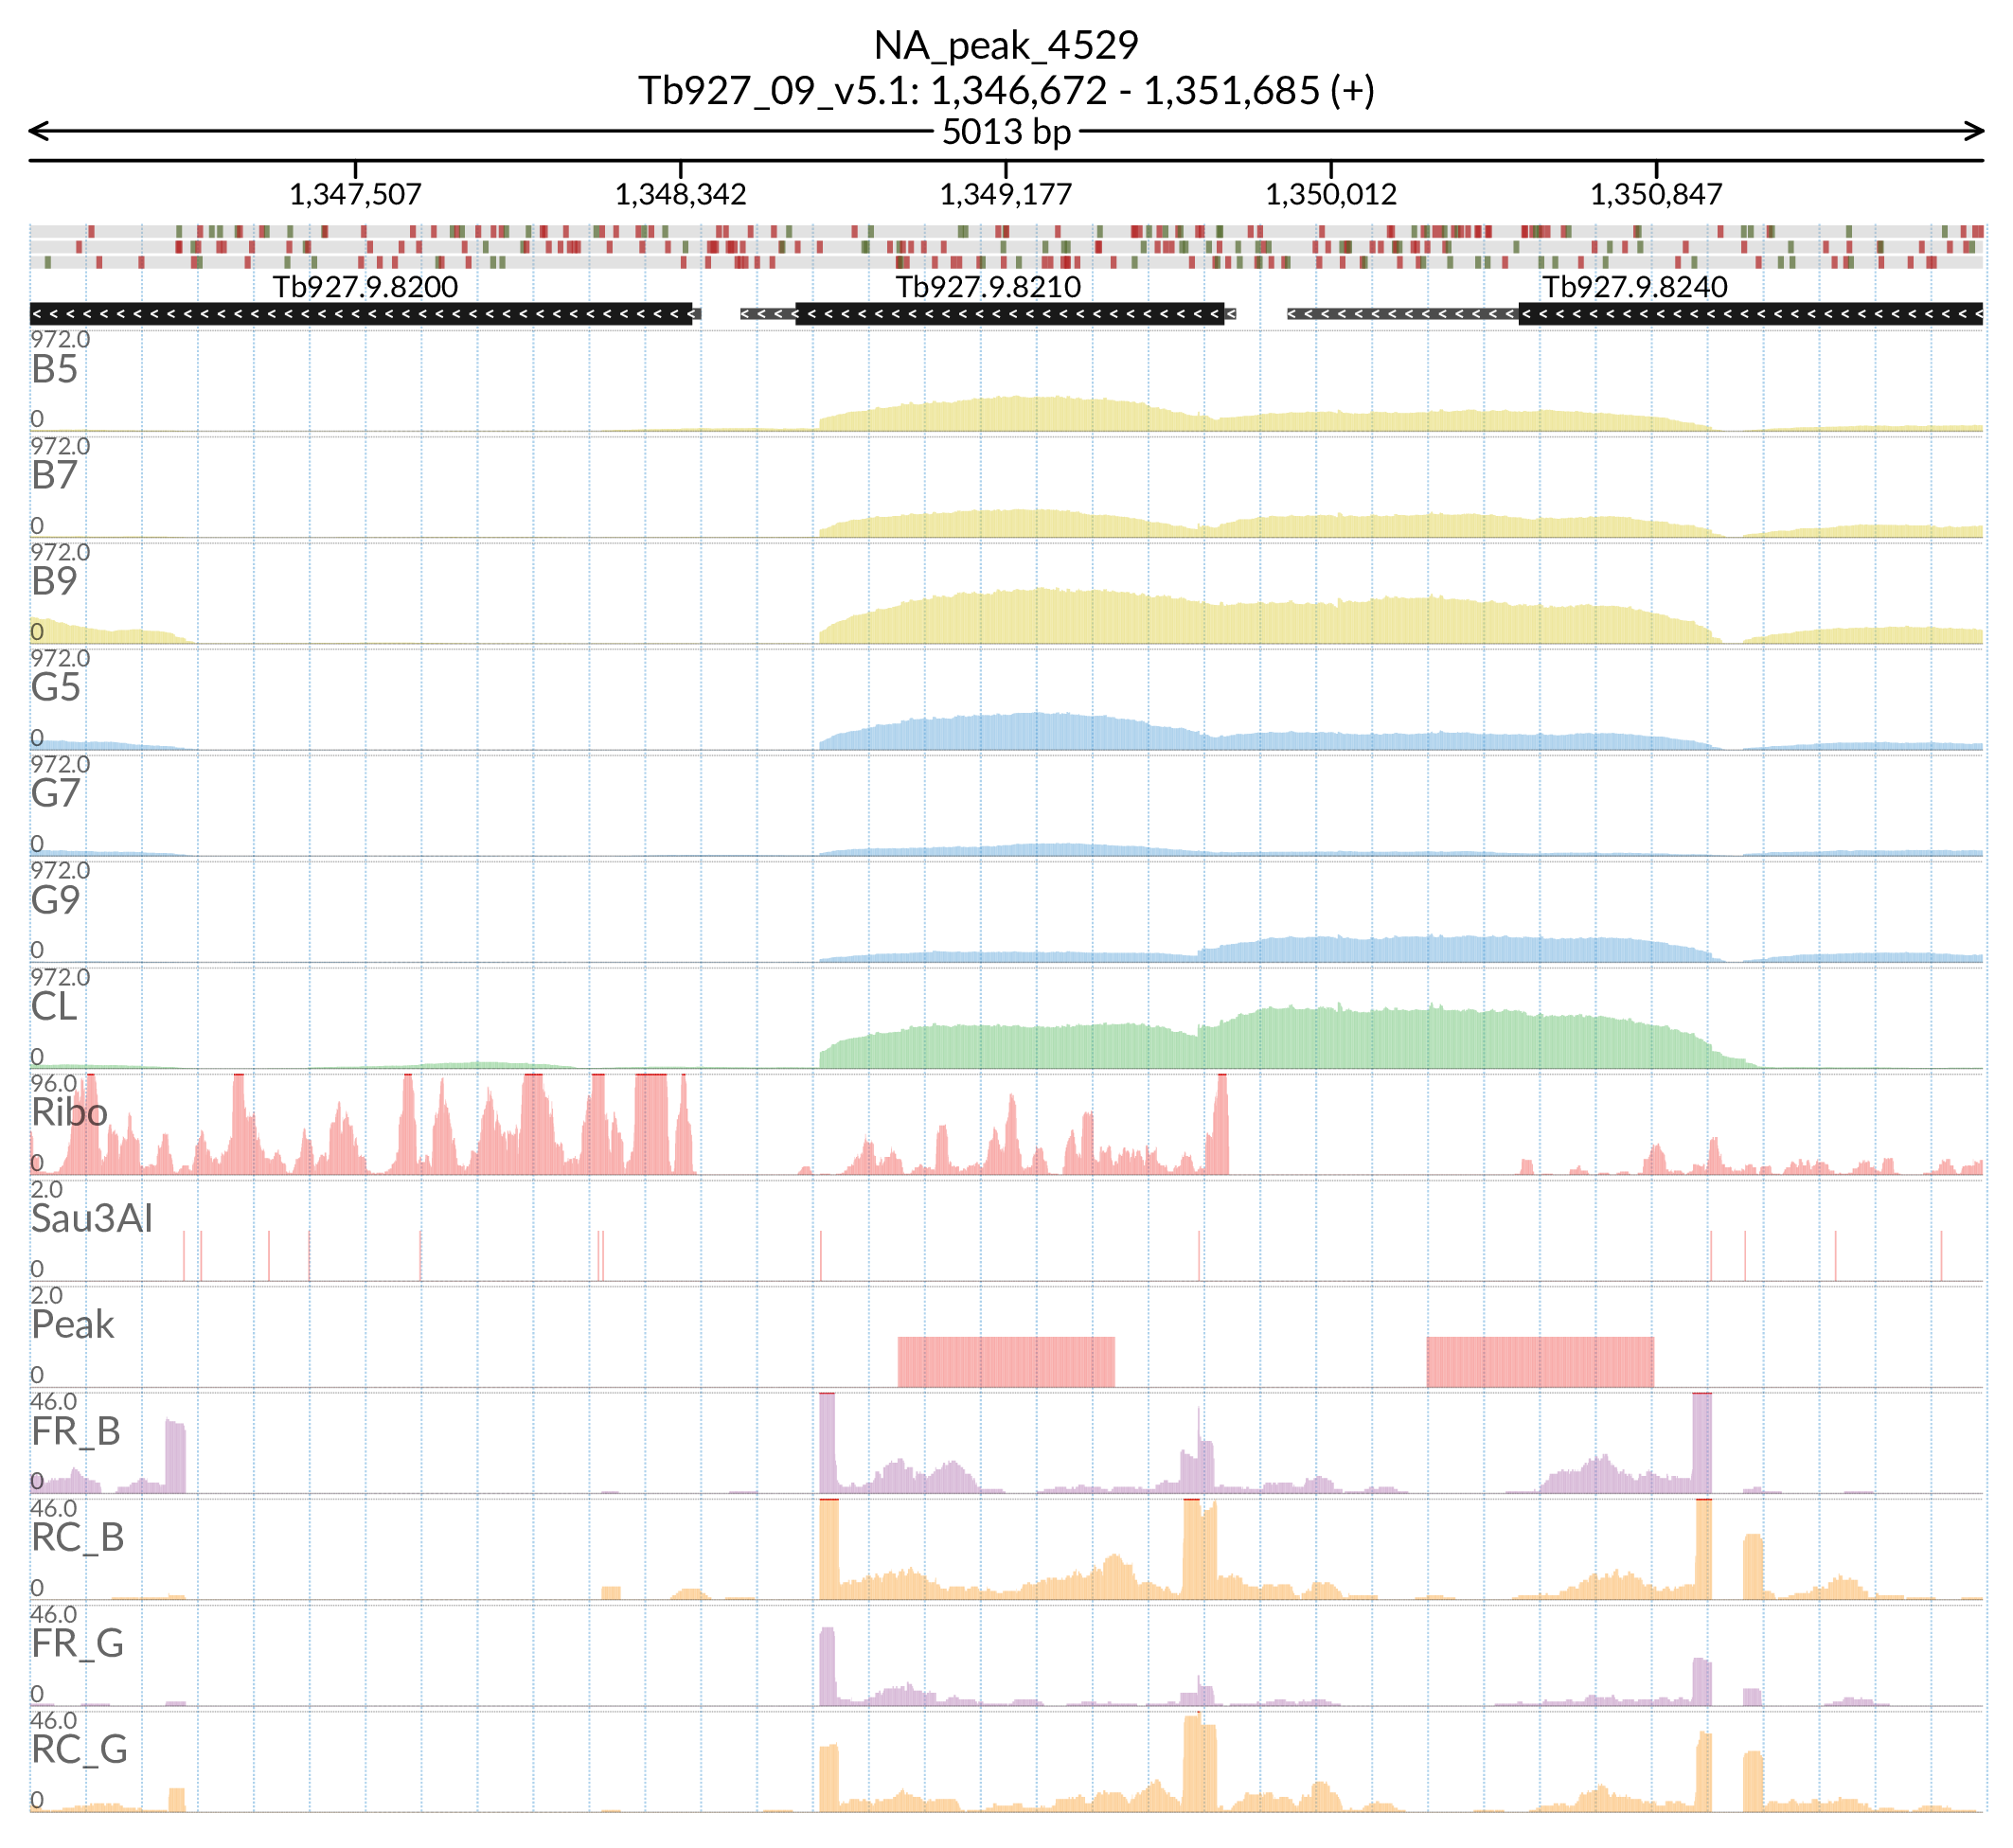 NA_peak_4529
Tb927_09_v5.1: 1,346,672 - 1,351,685 (+)
5013 bp
1,347,507 1,348,342 1,349,177 1,350,012 1,350,847
Tb927.9.8200 Tb927.9.8210 Tb927.9.8240
972.0
B5
0
972.0
B7
0
972.0
B9
0
972.0
G5
0
972.0
G7
0
972.0
G9
0
972.0
CL
0
96.0
Ribo
0
2.0
Sau3AI
0
2.0
Peak
0
46.0
FR_B
0
46.0
RC_B
0
46.0
FR_G
0
46.0
RC_G
0